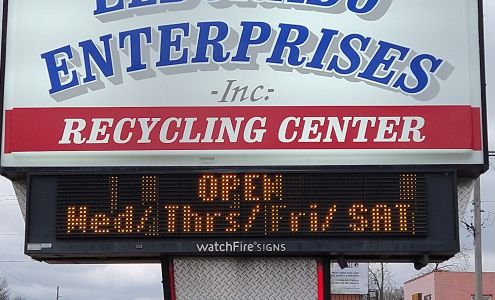 ENTERPRISES
-Inc.-
RECYCLING CENTER
OPEN
Wed/Thrs/Fri/SAT
watchFire SIGNS